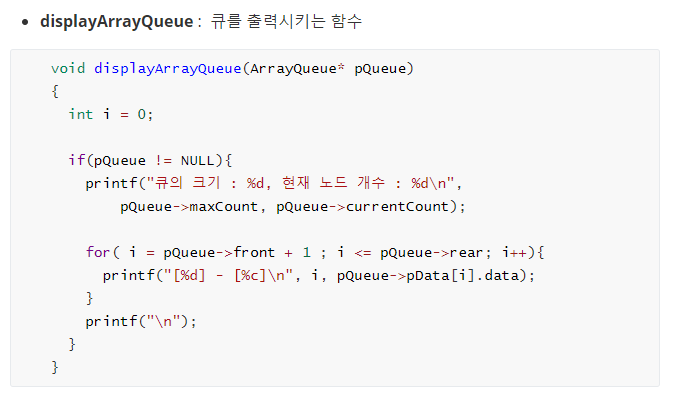 • displayArrayQueue : 큐를 출력시키는 함수
void displayArrayQueue(ArrayQueue* pQueue)
{
  int i = 0;
  if(pQueue != NULL){
    printf("큐의 크기 : %d, 현재 노드 개수 : %d\n",
        pQueue->maxCount, pQueue->currentCount);
    for( i = pQueue->front + 1 ; i <= pQueue->rear; i++){
      printf("[%d] - [%c]\n", i, pQueue->pData[i].data);
    }
    printf("\n");
  }
}